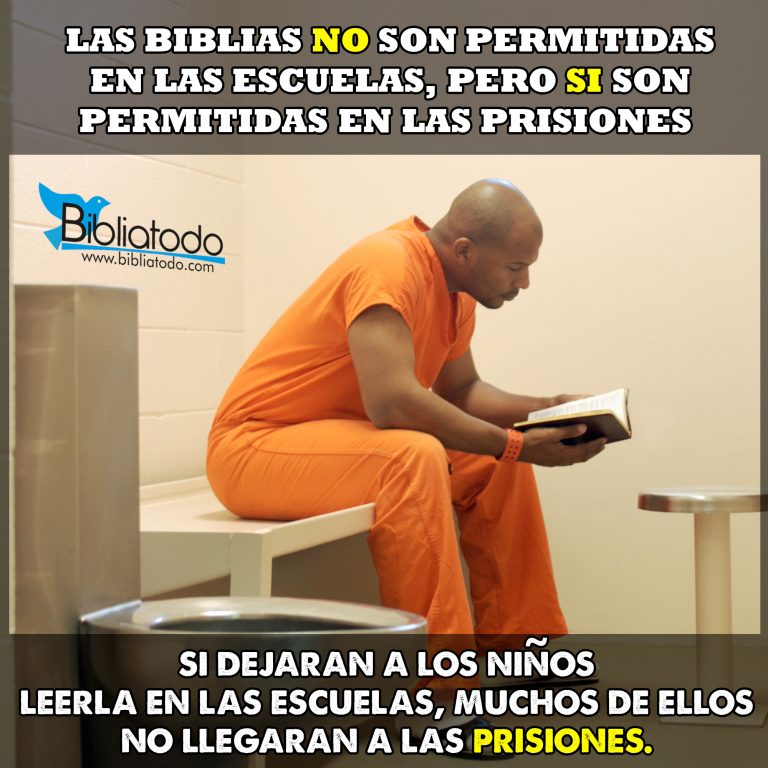 LAS BIBLIAS NO SON PERMITIDAS
EN LAS ESCUELAS, PERO SI SON
PERMITIDAS EN LAS PRISIONES
Bibliatodo
www.bibliatodo.com
SI DEJARAN A LOS NIÑOS
LEERLA EN LAS ESCUELAS, MUCHOS DE ELLOS
NO LLEGARAN A LAS PRISIONES.